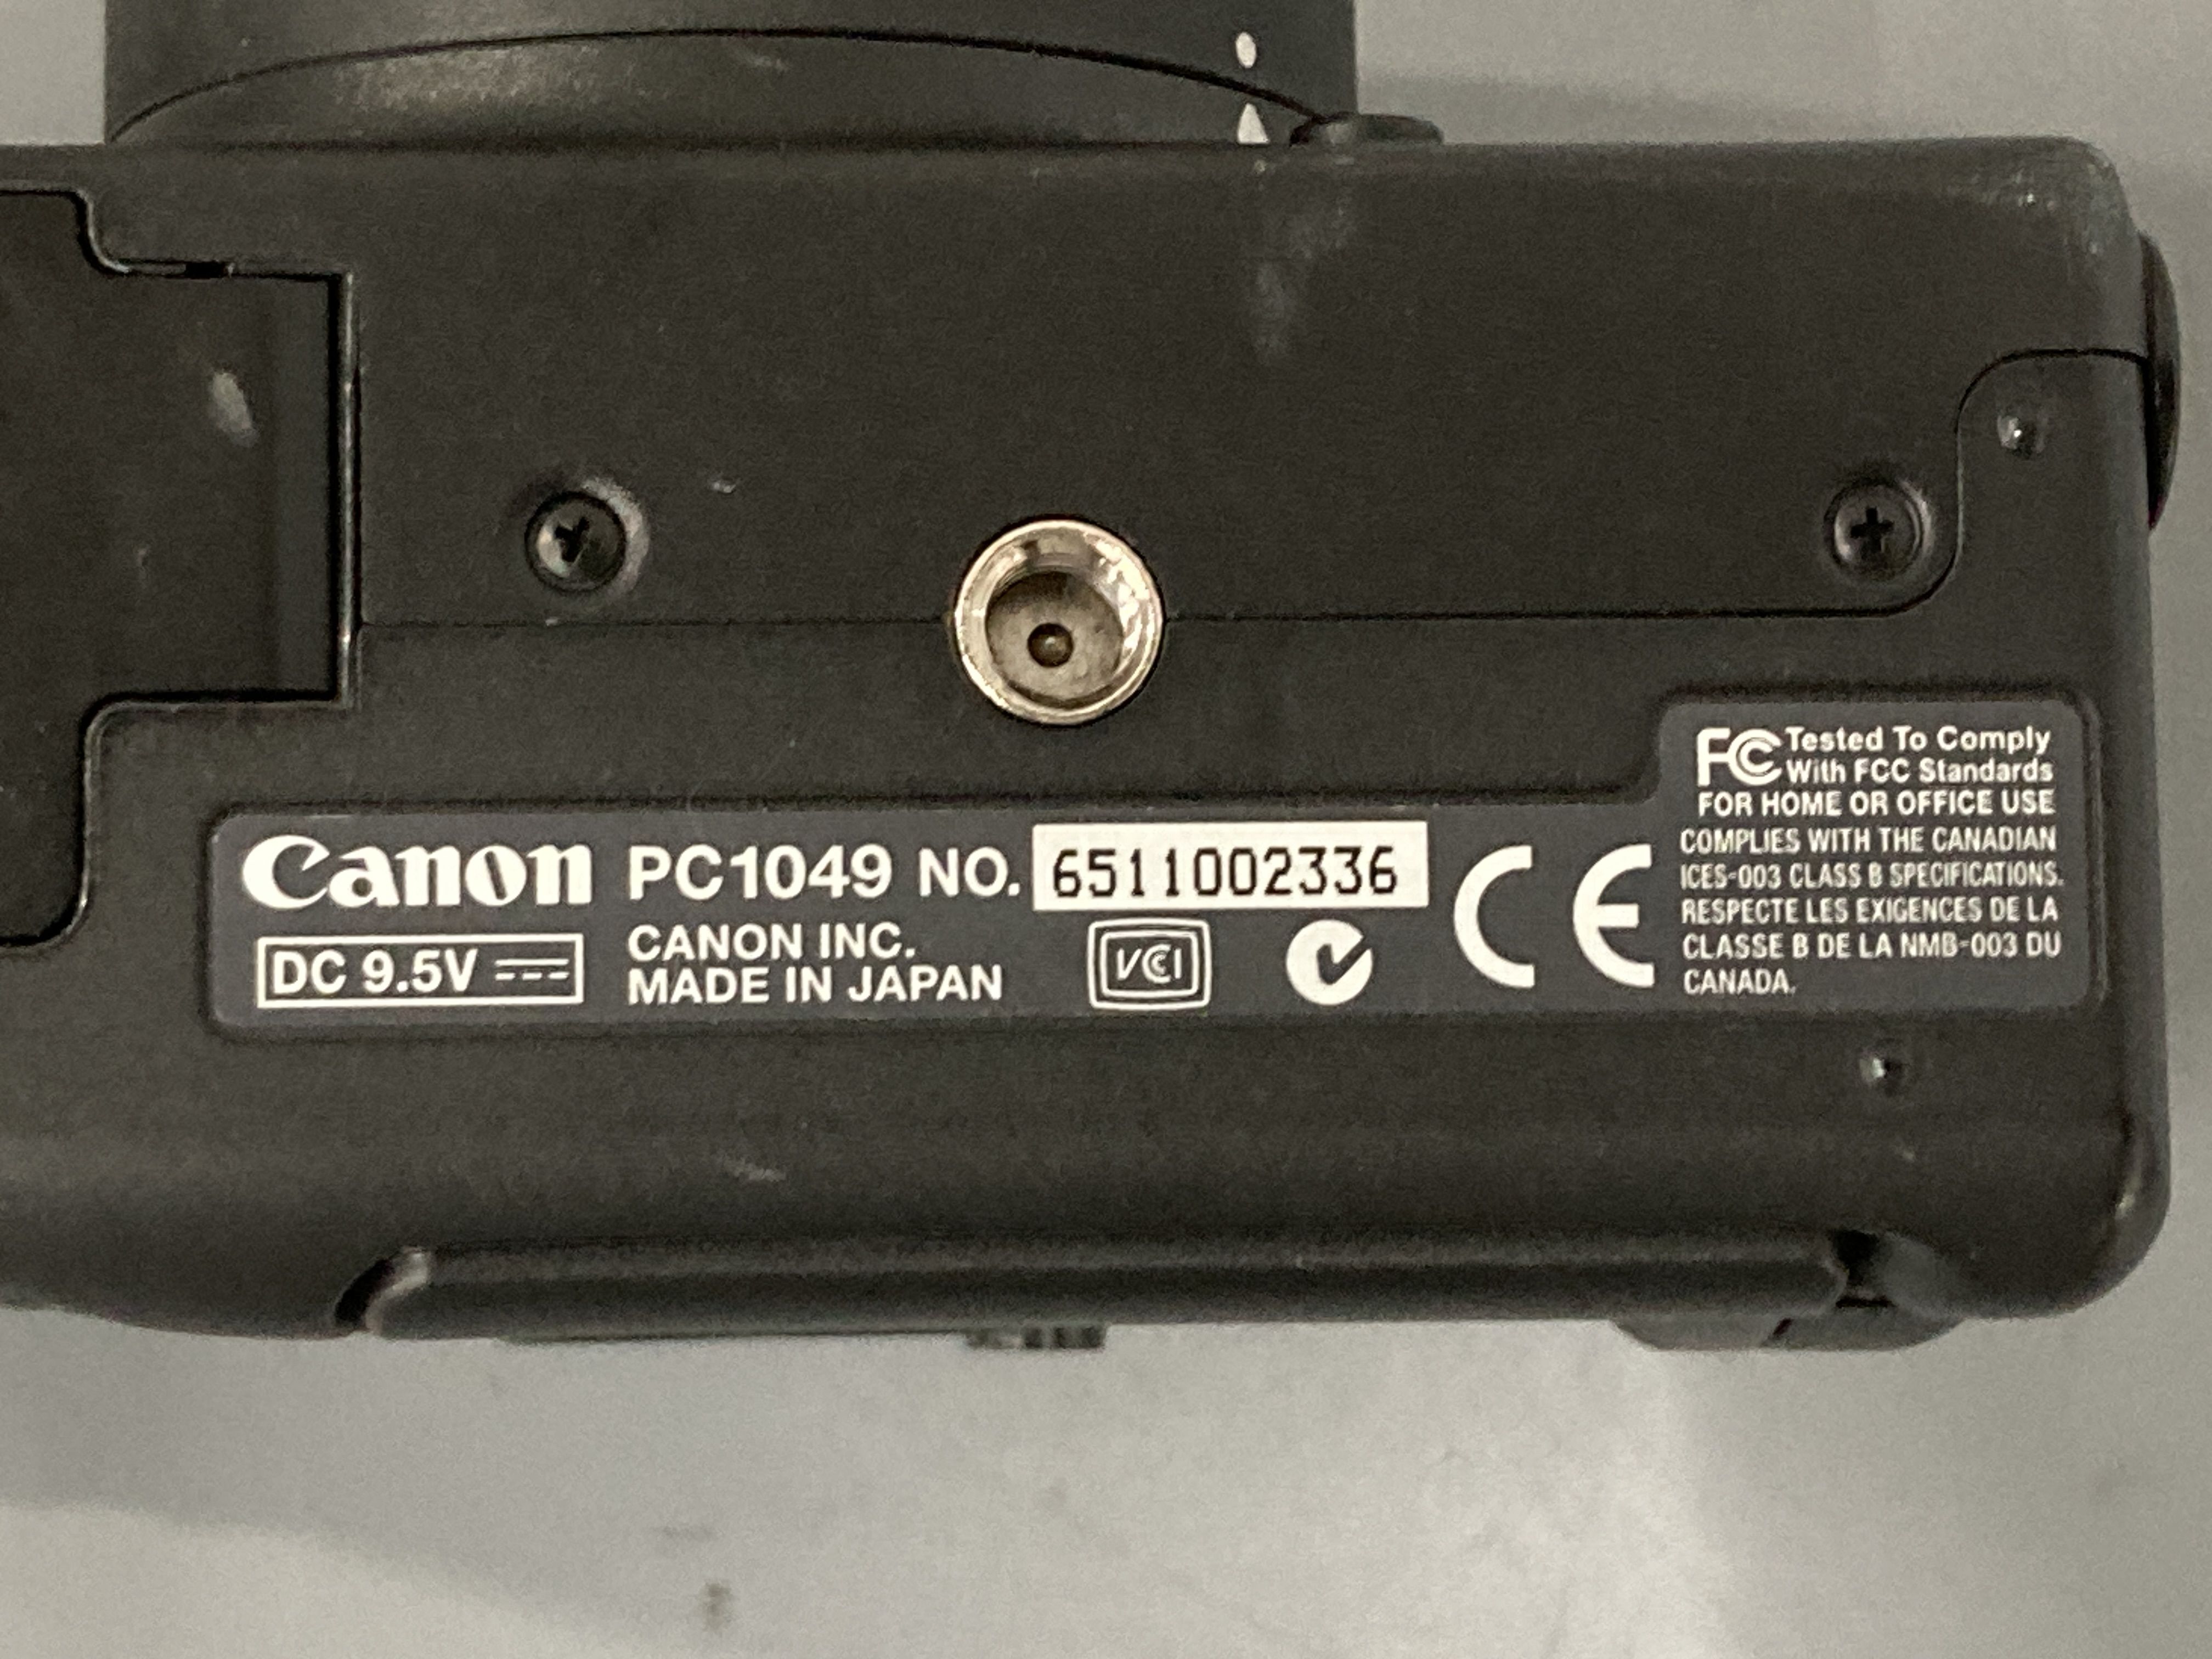 Canon PC1049 NO. 6511002336
DC 9.5V
CANON INC.
MADE IN JAPAN
VCCI
CE
FC Tested To Comply
With FCC Standards
FOR HOME OR OFFICE USE
COMPLIES WITH THE CANADIAN
ICES-003 CLASS B SPECIFICATIONS.
RESPECTE LES EXIGENCES DE LA
CLASSE B DE LA NMB-003 DU
CANADA.